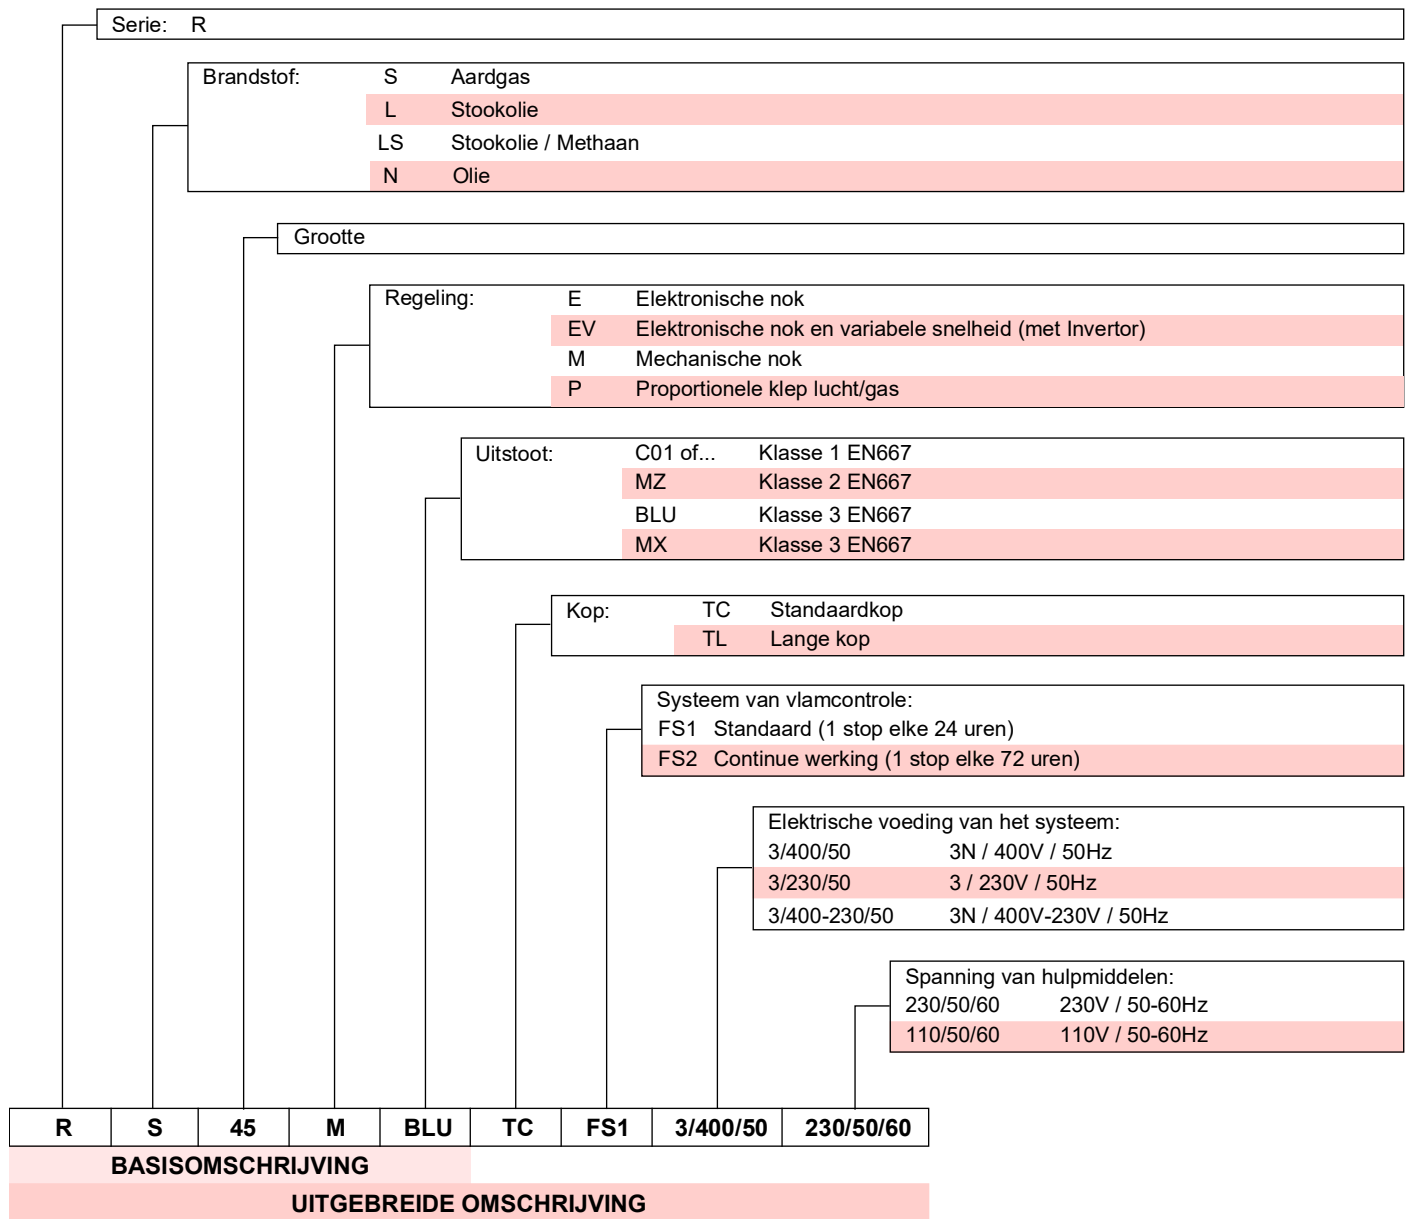 Serie: R
Brandstof: S Aardgas
L Stookolie
LS Stookolie / Methaan
N Olie
Grootte
Regeling: E Elektronische nok
EV Elektronische nok en variabele snelheid (met Invertor)
M Mechanische nok
P Proportionele klep lucht/gas
Uitstoot: C01 of... Klasse 1 EN667
MZ Klasse 2 EN667
BLU Klasse 3 EN667
MX Klasse 3 EN667
Kop: TC Standaardkop
TL Lange kop
Systeem van vlamcontrole:
FS1 Standaard (1 stop elke 24 uren)
FS2 Continue werking (1 stop elke 72 uren)
Elektrische voeding van het systeem:
3/400/50 3N / 400V / 50Hz
3/230/50 3 / 230V / 50Hz
3/400-230/50 3N / 400V-230V / 50Hz
Spanning van hulpmiddelen:
230/50/60 230V / 50-60Hz
110/50/60 110V / 50-60Hz
R S 45 M BLU TC FS1 3/400/50 230/50/60
BASISOMSCHRIJVING
UITGEBREIDE OMSCHRIJVING